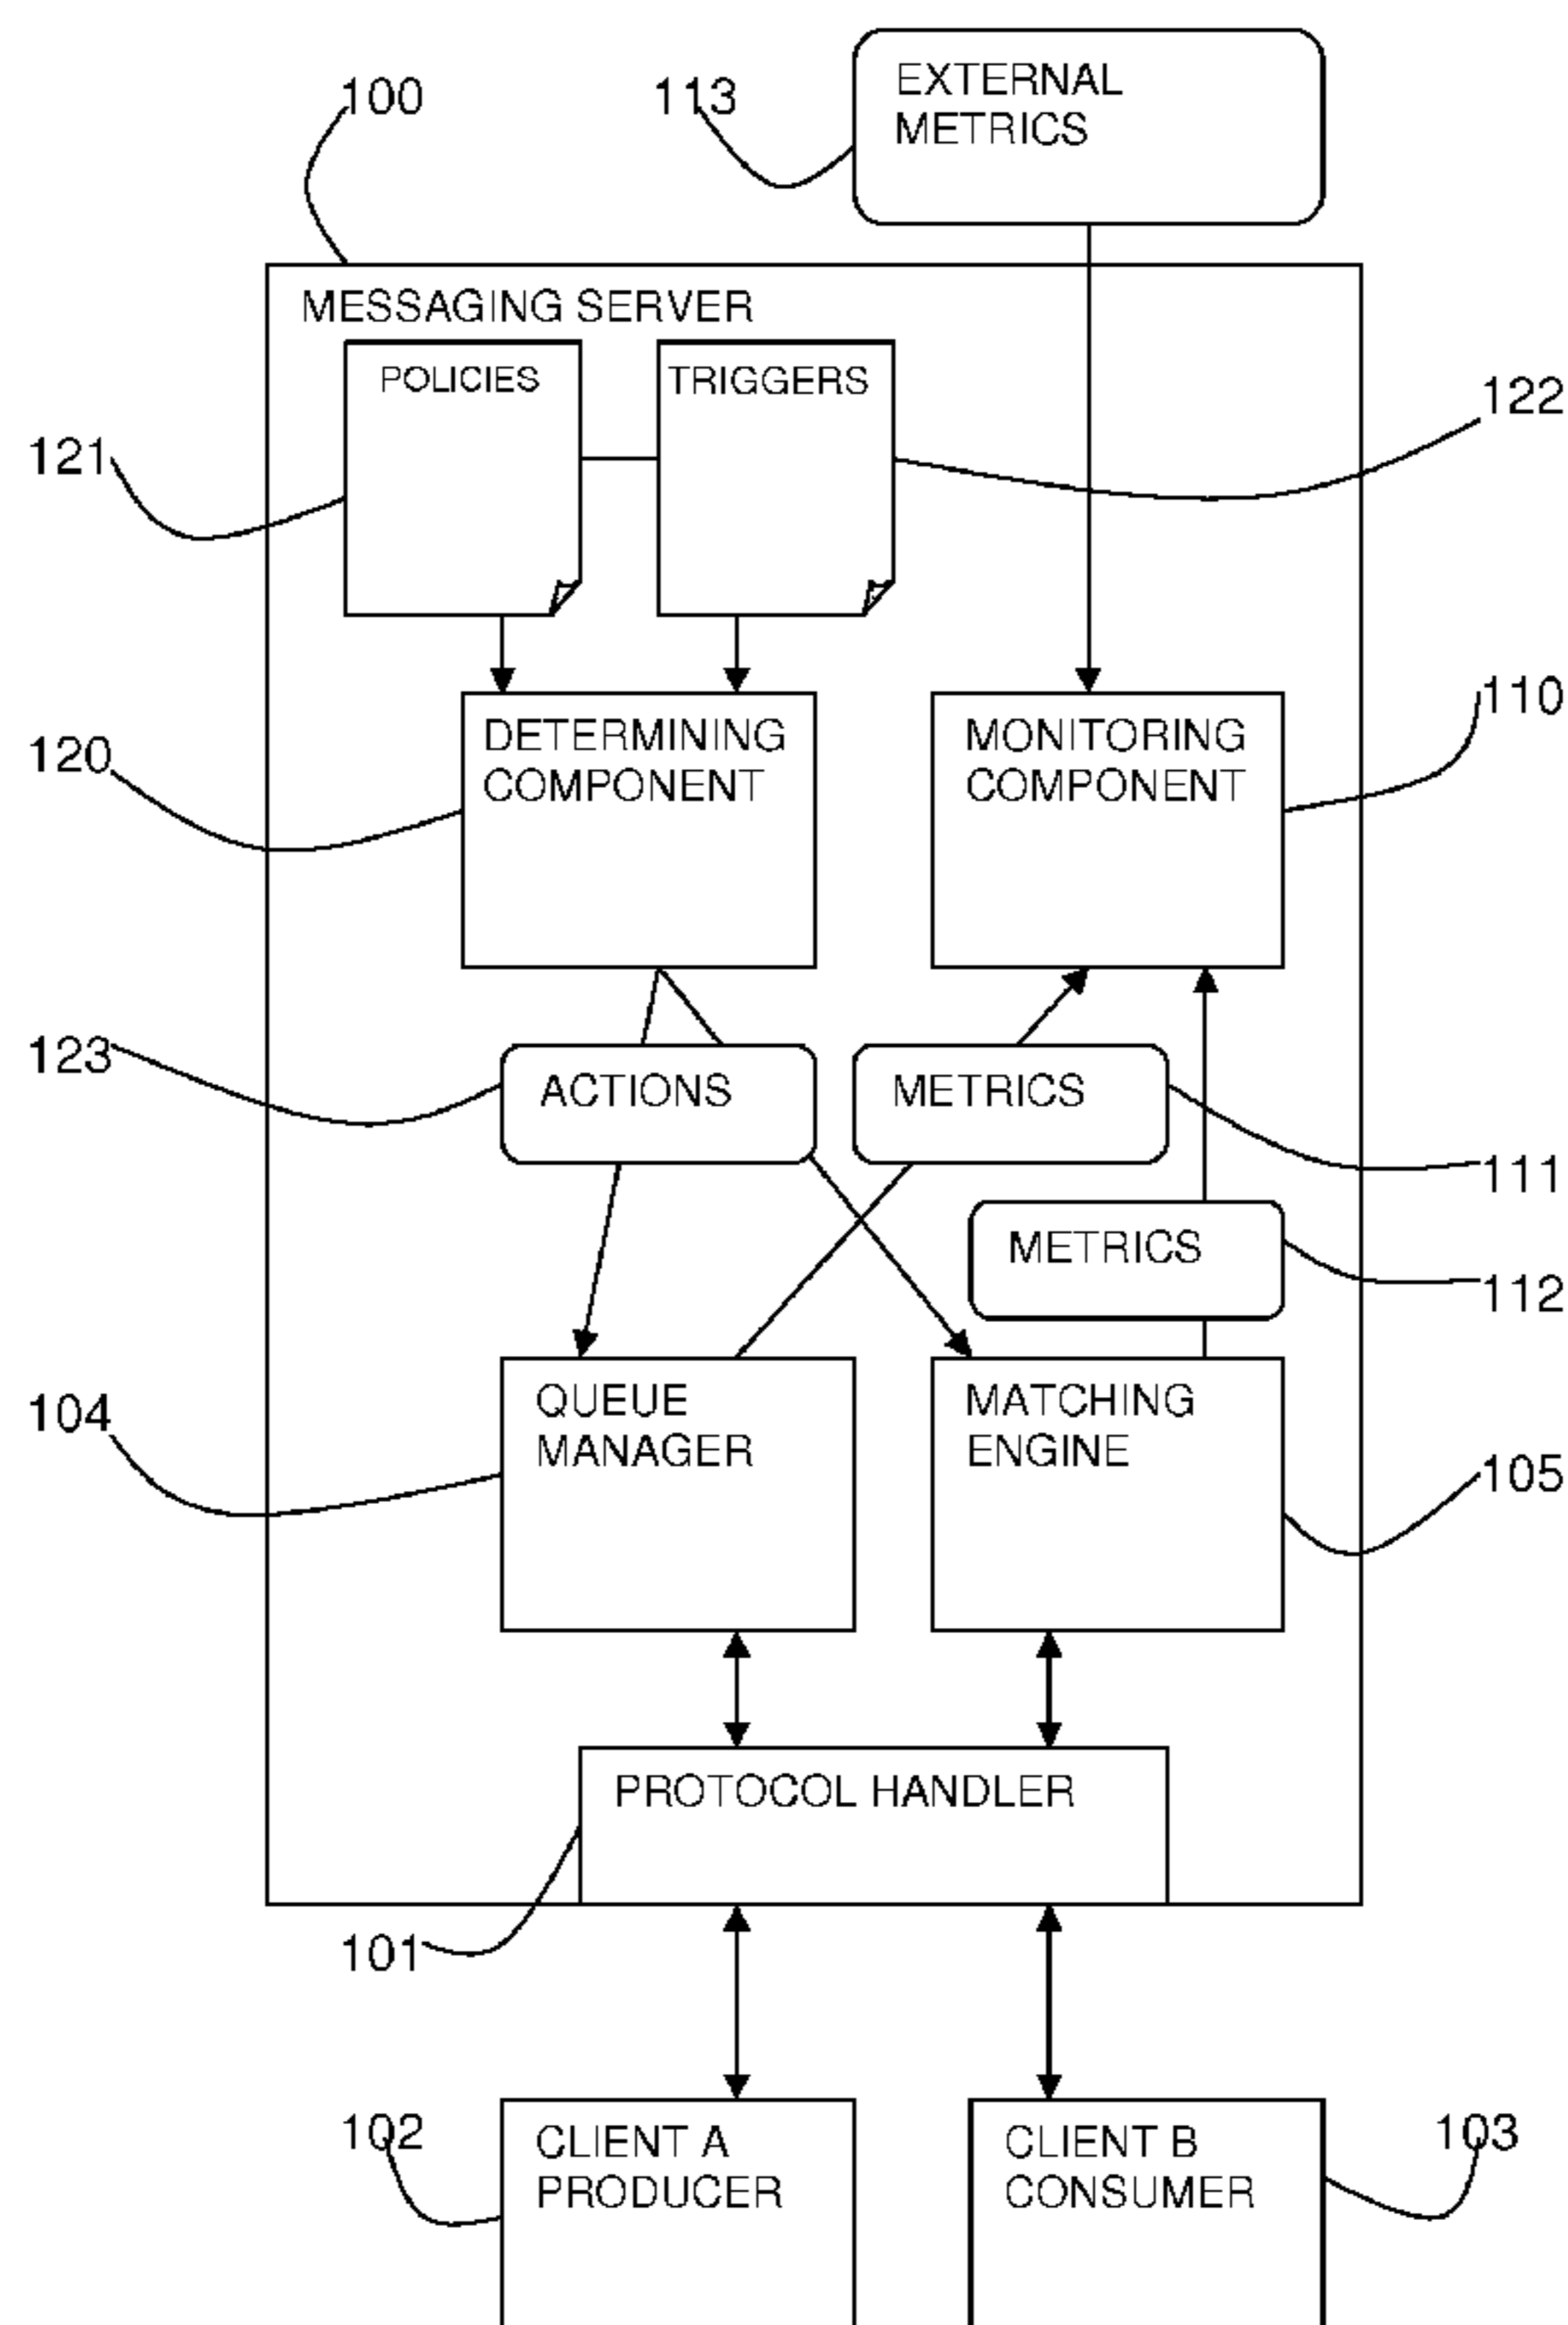 100
113
EXTERNAL
METRICS
MESSAGING SERVER
POLICIES
TRIGGERS
122
121
110
DETERMINING
COMPONENT
MONITORING
COMPONENT
120
123
ACTIONS
METRICS
111
METRICS
112
104
QUEUE
MANAGER
MATCHING
ENGINE
105
PROTOCOL HANDLER
101
102
CLIENT A
PRODUCER
CLIENT B
CONSUMER
103